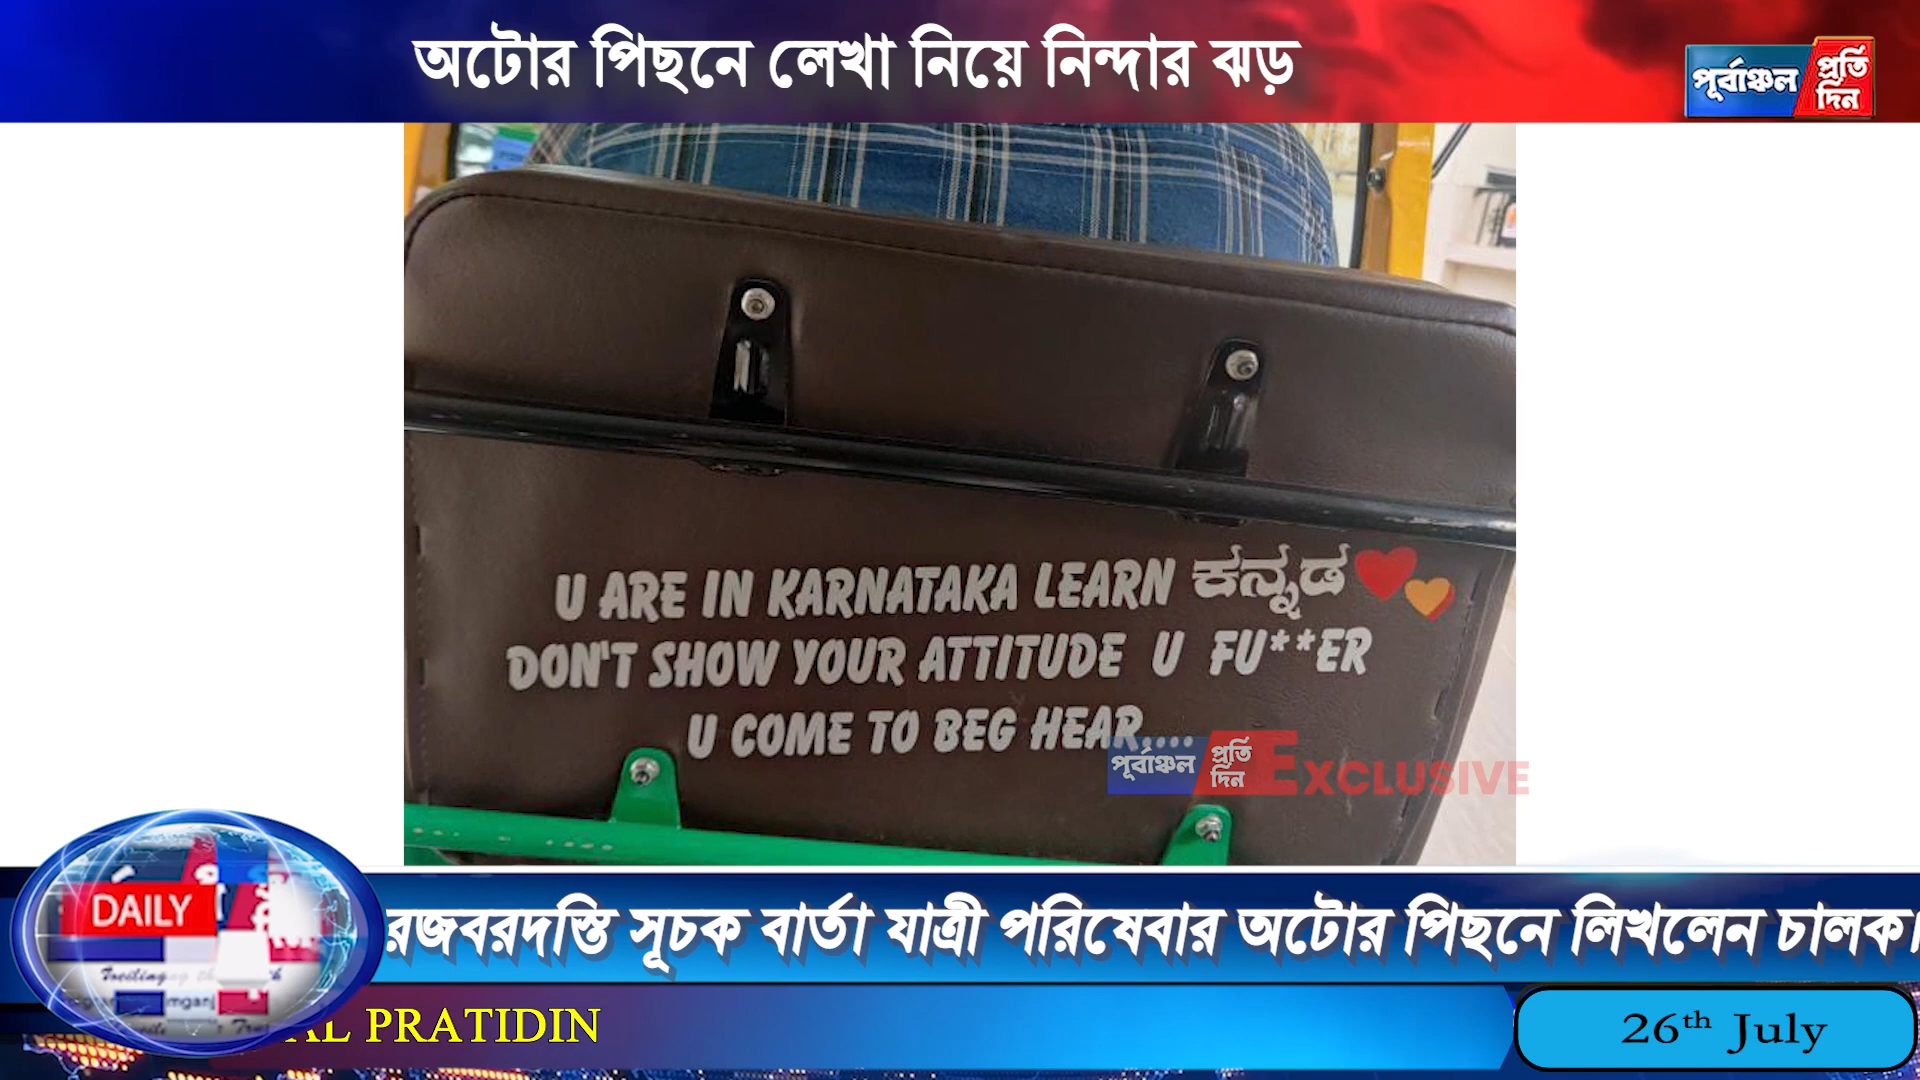 অটোর পিছনে লেখা নিয়ে নিন্দার ঝড়
পূর্বাঞ্চল প্রতি দিন
U ARE IN KARNATAKA LEARN ಕನ್ನಡ
DON'T SHOW YOUR ATTITUDE U FU**ER
U COME TO BEG HEAR....
পূর্বাঞ্চল প্রতি দিন EXCLUSIVE
DAILY
রজবরদস্তি সূচক বার্তা যাত্রী পরিষেবার অটোর পিছনে লিখলেন চালক।
AL PRATIDIN
26th July